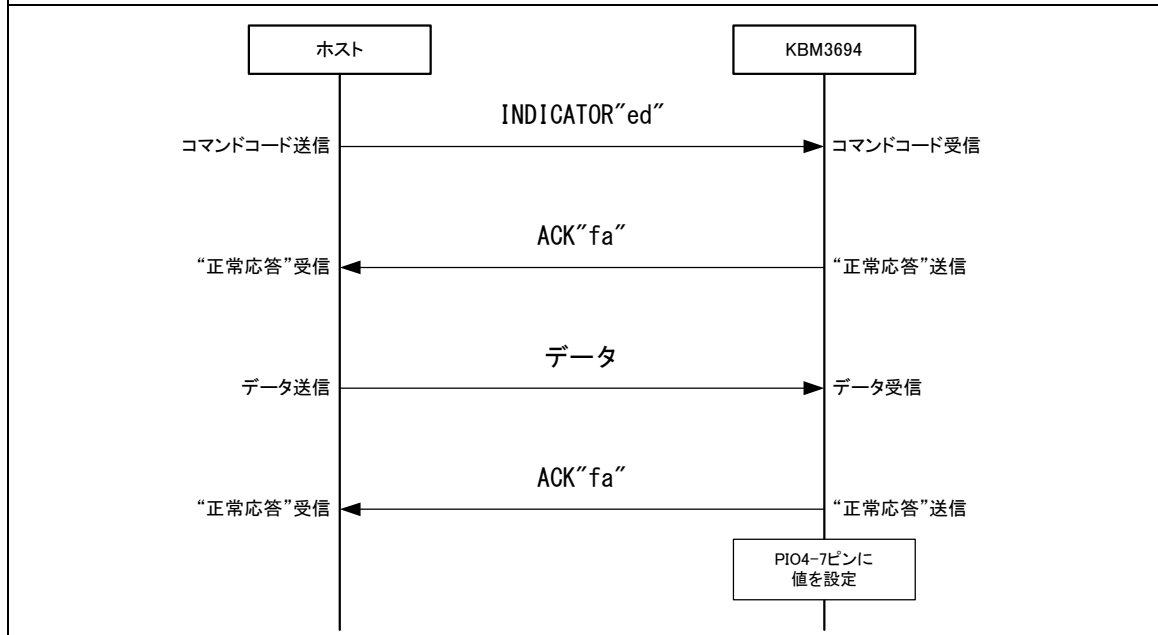 ホスト
KBM3694
INDICATOR"ed"
コマンドコード送信
コマンドコード受信
ACK"fa"
“正常応答”受信
“正常応答”送信
データ
データ送信
データ受信
ACK"fa"
“正常応答”受信
“正常応答”送信
PIO4-7ピンに
値を設定